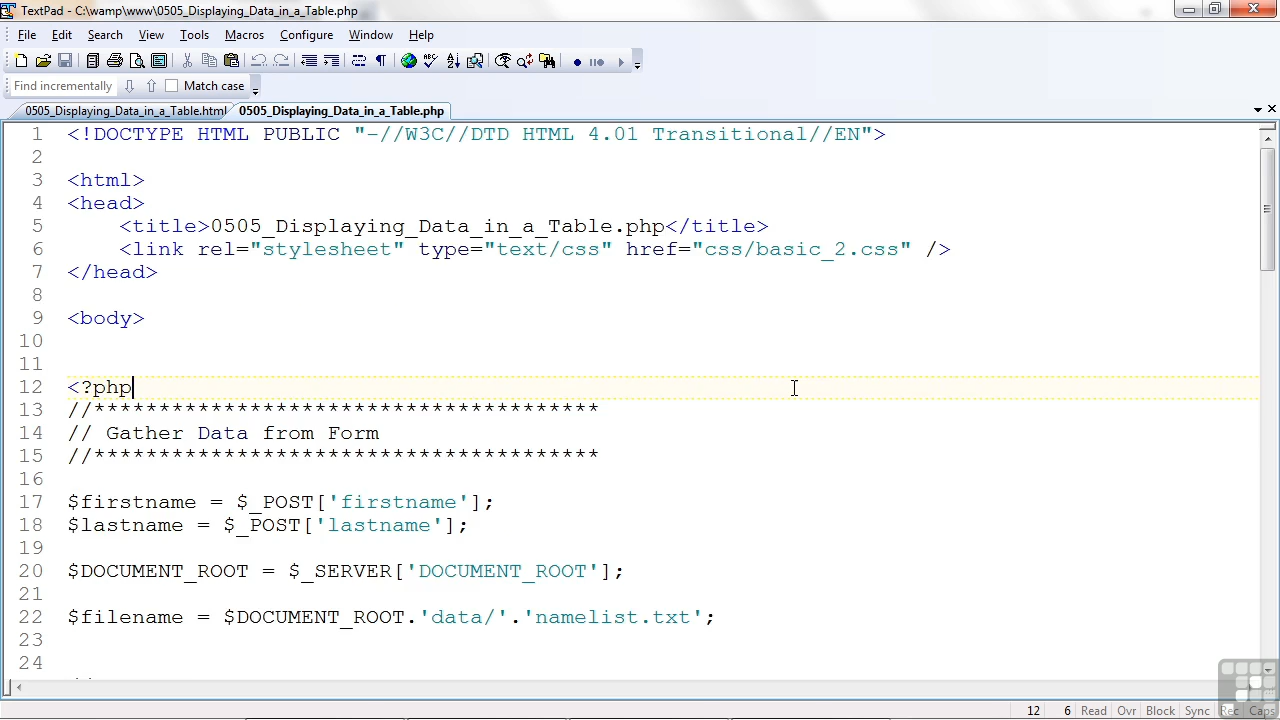 TextPad - C:\wamp\www\0505_Displaying_Data_in_a_Table.php
File Edit Search View Tools Macros Configure Window Help
Find incrementally Match case
0505_Displaying_Data_in_a_Table.html 0505_Displaying_Data_in_a_Table.php
1 <!DOCTYPE HTML PUBLIC "-//W3C//DTD HTML 4.01 Transitional//EN">
2
3 <html>
4 <head>
5     <title>0505_Displaying_Data_in_a_Table.php</title>
6     <link rel="stylesheet" type="text/css" href="css/basic_2.css" />
7 </head>
8
9 <body>
10
11
12 <?php
13 //***************************************
14 // Gather Data from Form
15 //***************************************
16
17 $firstname = $_POST['firstname'];
18 $lastname = $_POST['lastname'];
19
20 $DOCUMENT_ROOT = $_SERVER['DOCUMENT_ROOT'];
21
22 $filename = $DOCUMENT_ROOT.'data/'.'namelist.txt';
23
24
12 6 Read Ovr Block Sync Rec Caps